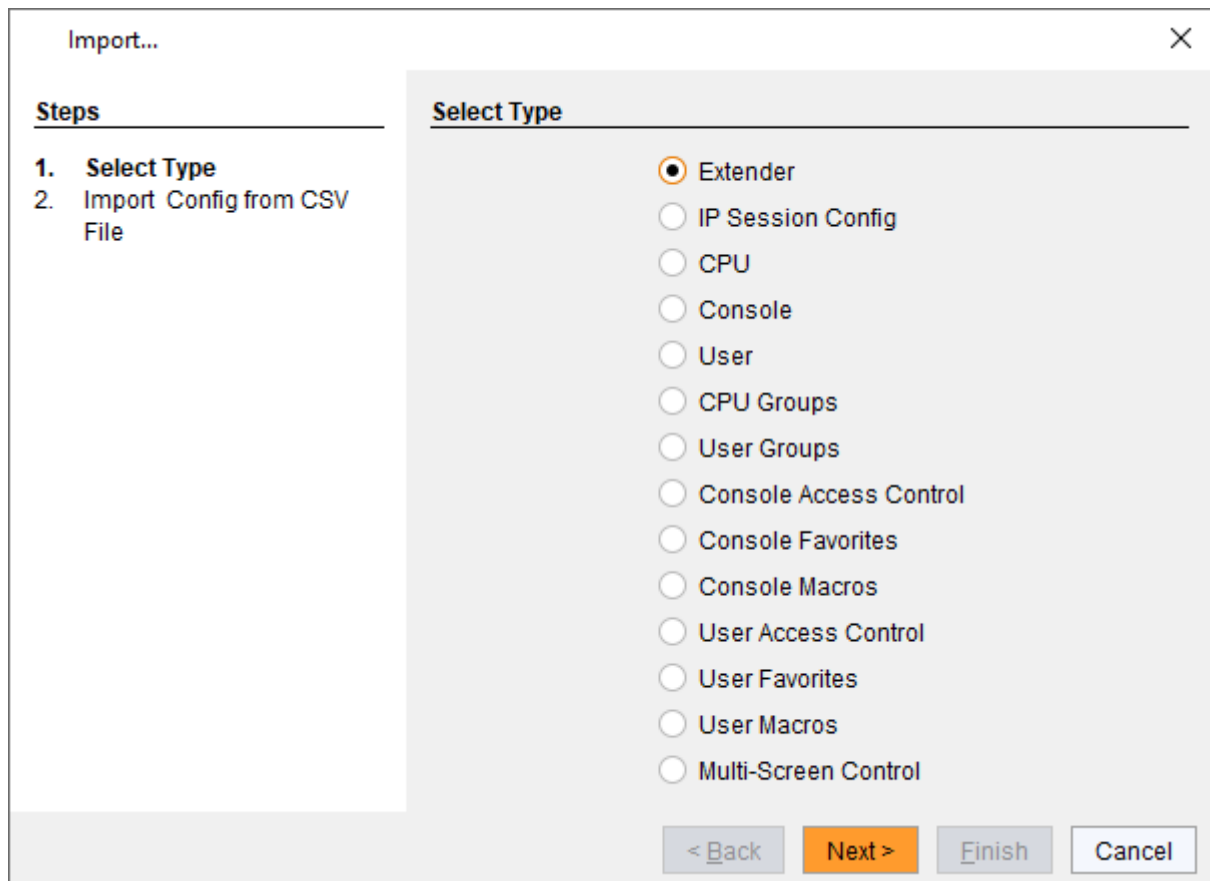 Import...
Steps
1. Select Type
2. Import Config from CSV
File
Select Type
Extender
IP Session Config
CPU
Console
User
CPU Groups
User Groups
Console Access Control
Console Favorites
Console Macros
User Access Control
User Favorites
User Macros
Multi-Screen Control
< Back
Next >
Finish
Cancel